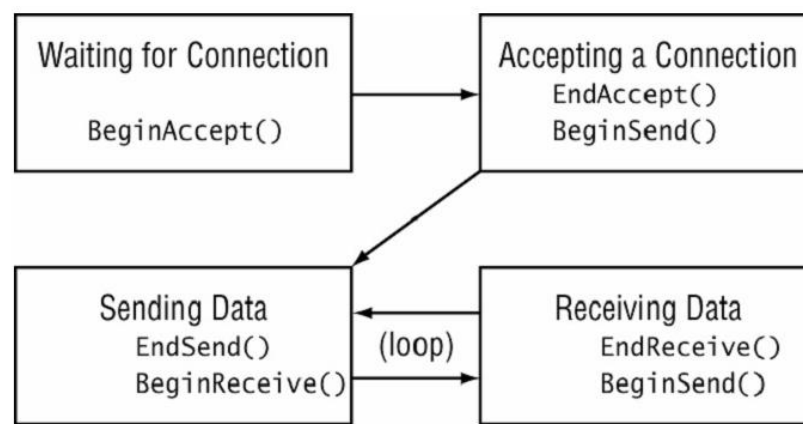 Waiting for Connection
BeginAccept()
Accepting a Connection
EndAccept()
BeginSend()
Sending Data
EndSend()
BeginReceive()
(loop)
Receiving Data
EndReceive()
BeginSend()